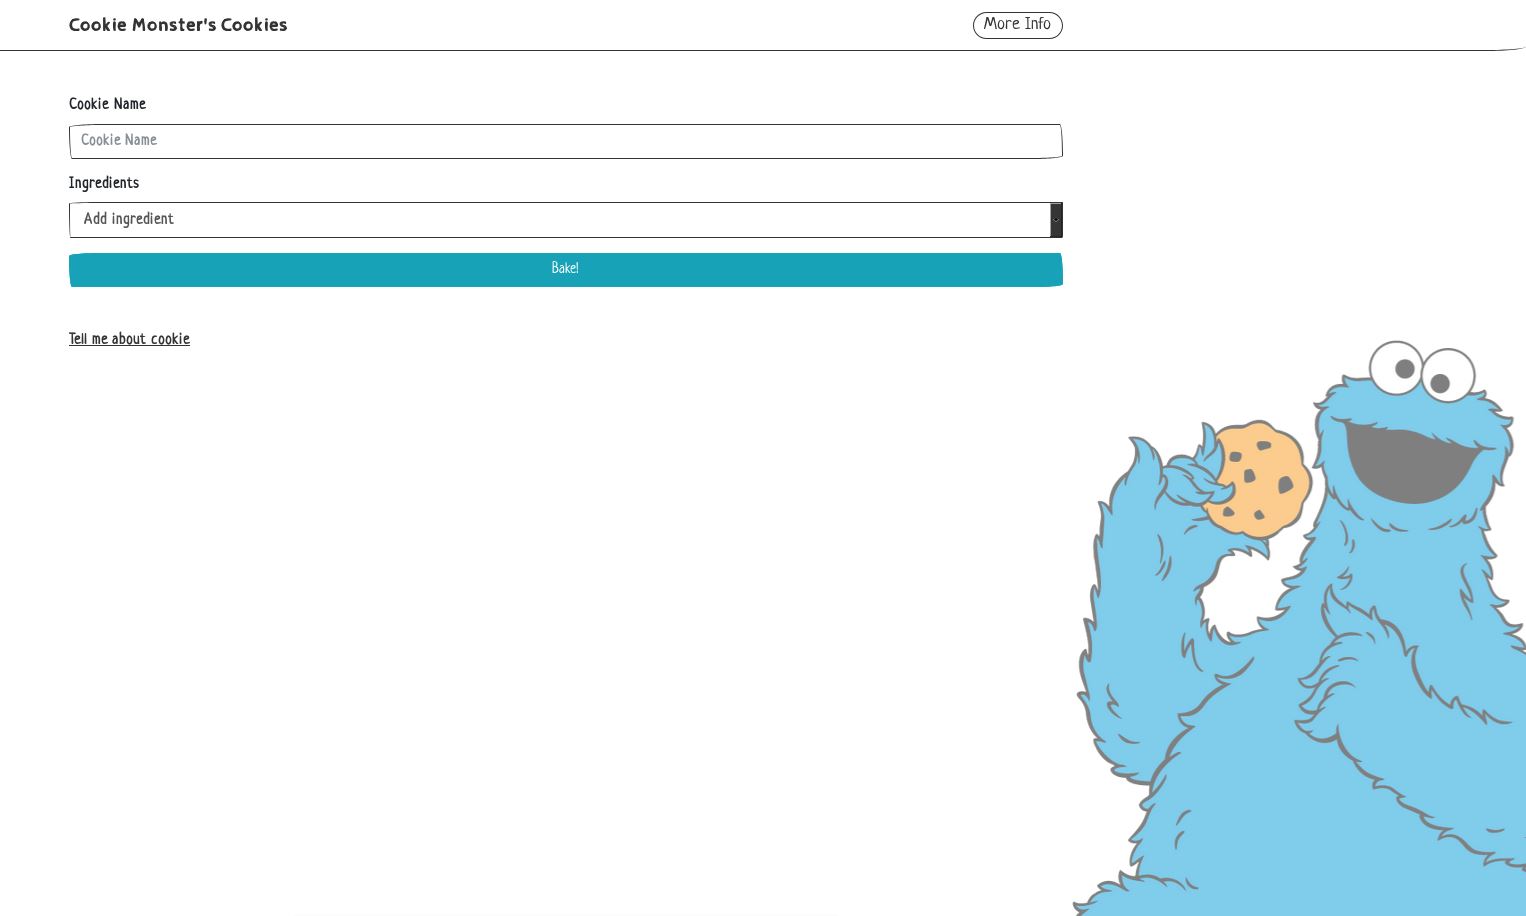 Cookie Monster's Cookies
More Info
Cookie Name
Cookie Name
Ingredients
Add ingredient
Bake!
Tell me about cookie